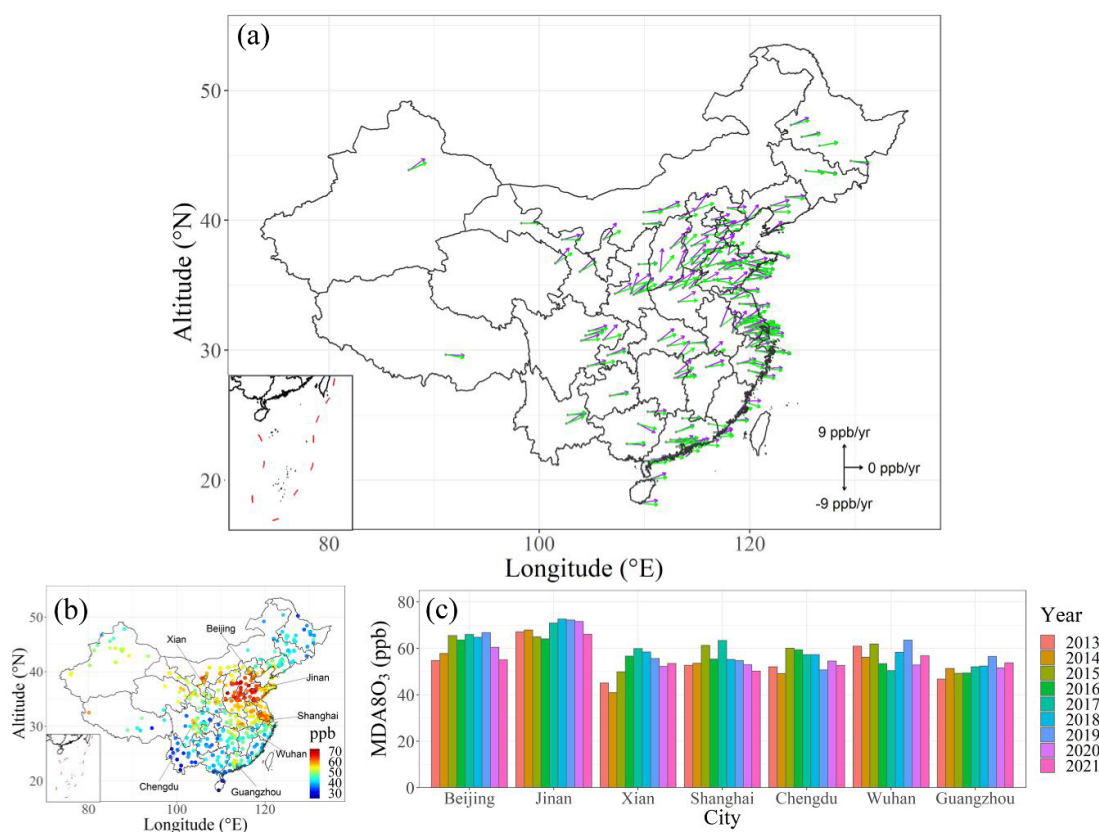 (a)
50
40
30
20
Altitude (°N)
80
100
120
Longitude (°E)
9 ppb/yr
0 ppb/yr
-9 ppb/yr
(b)
50
40
30
20
Altitude (°N)
80
100
120
Longitude (°E)
Xian
Beijing
Jinan
Shanghai
Wuhan
Guangzhou
Chengdu
ppb
70
60
50
40
30
(c)
80
60
40
20
0
MDA8O₃ (ppb)
Beijing Jinan Xian Shanghai Chengdu Wuhan Guangzhou
City
Year
2013
2014
2015
2016
2017
2018
2019
2020
2021